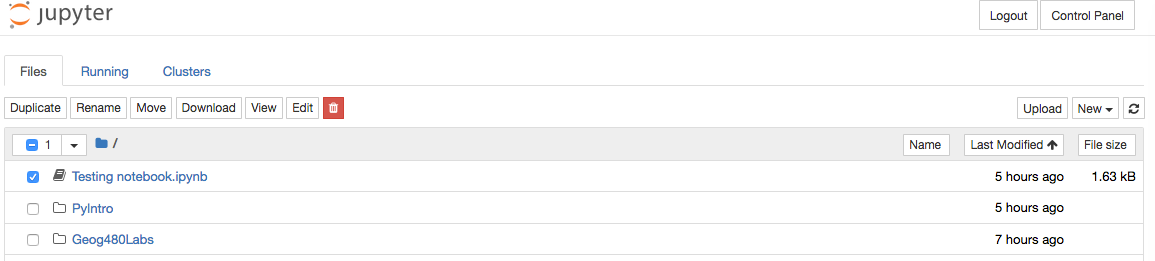 jupyter Logout Control Panel
Files Running Clusters
Duplicate Rename Move Download View Edit Upload New
1 / Name Last Modified File size
Testing notebook.ipynb 5 hours ago 1.63 kB
PyIntro 5 hours ago
Geog480Labs 7 hours ago